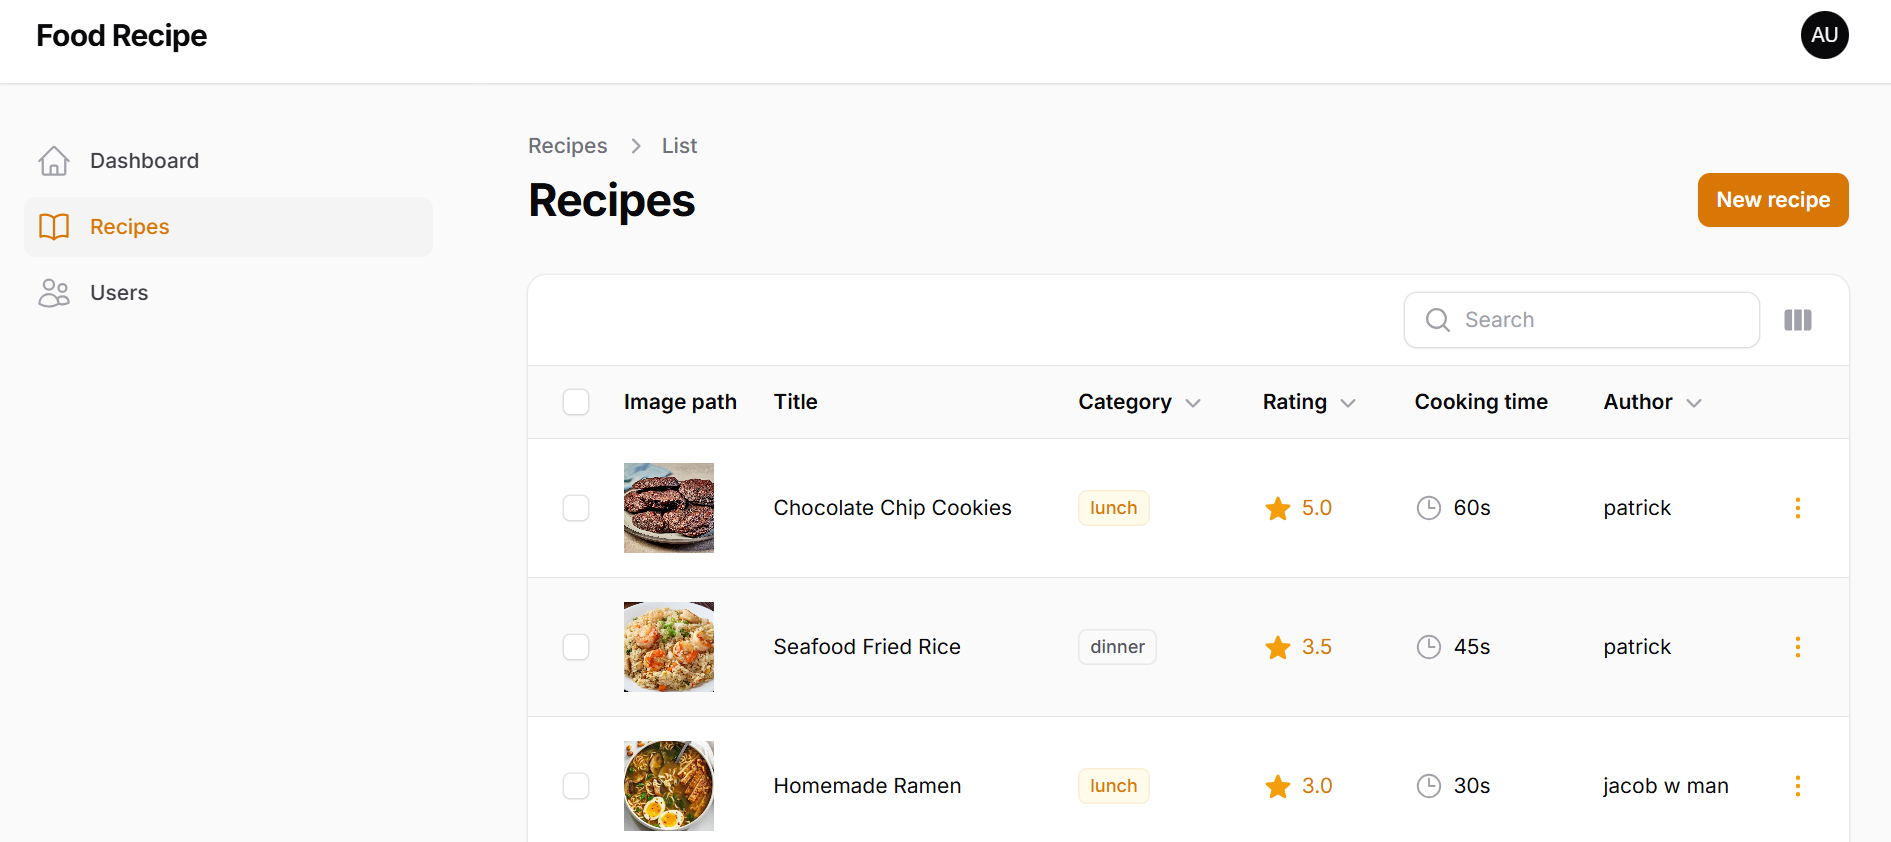 Food Recipe
AU
Dashboard
Recipes
Users
Recipes > List
Recipes
New recipe
Search
Image path Title Category Rating Cooking time Author
Chocolate Chip Cookies lunch 5.0 60s patrick
Seafood Fried Rice dinner 3.5 45s patrick
Homemade Ramen lunch 3.0 30s jacob w man